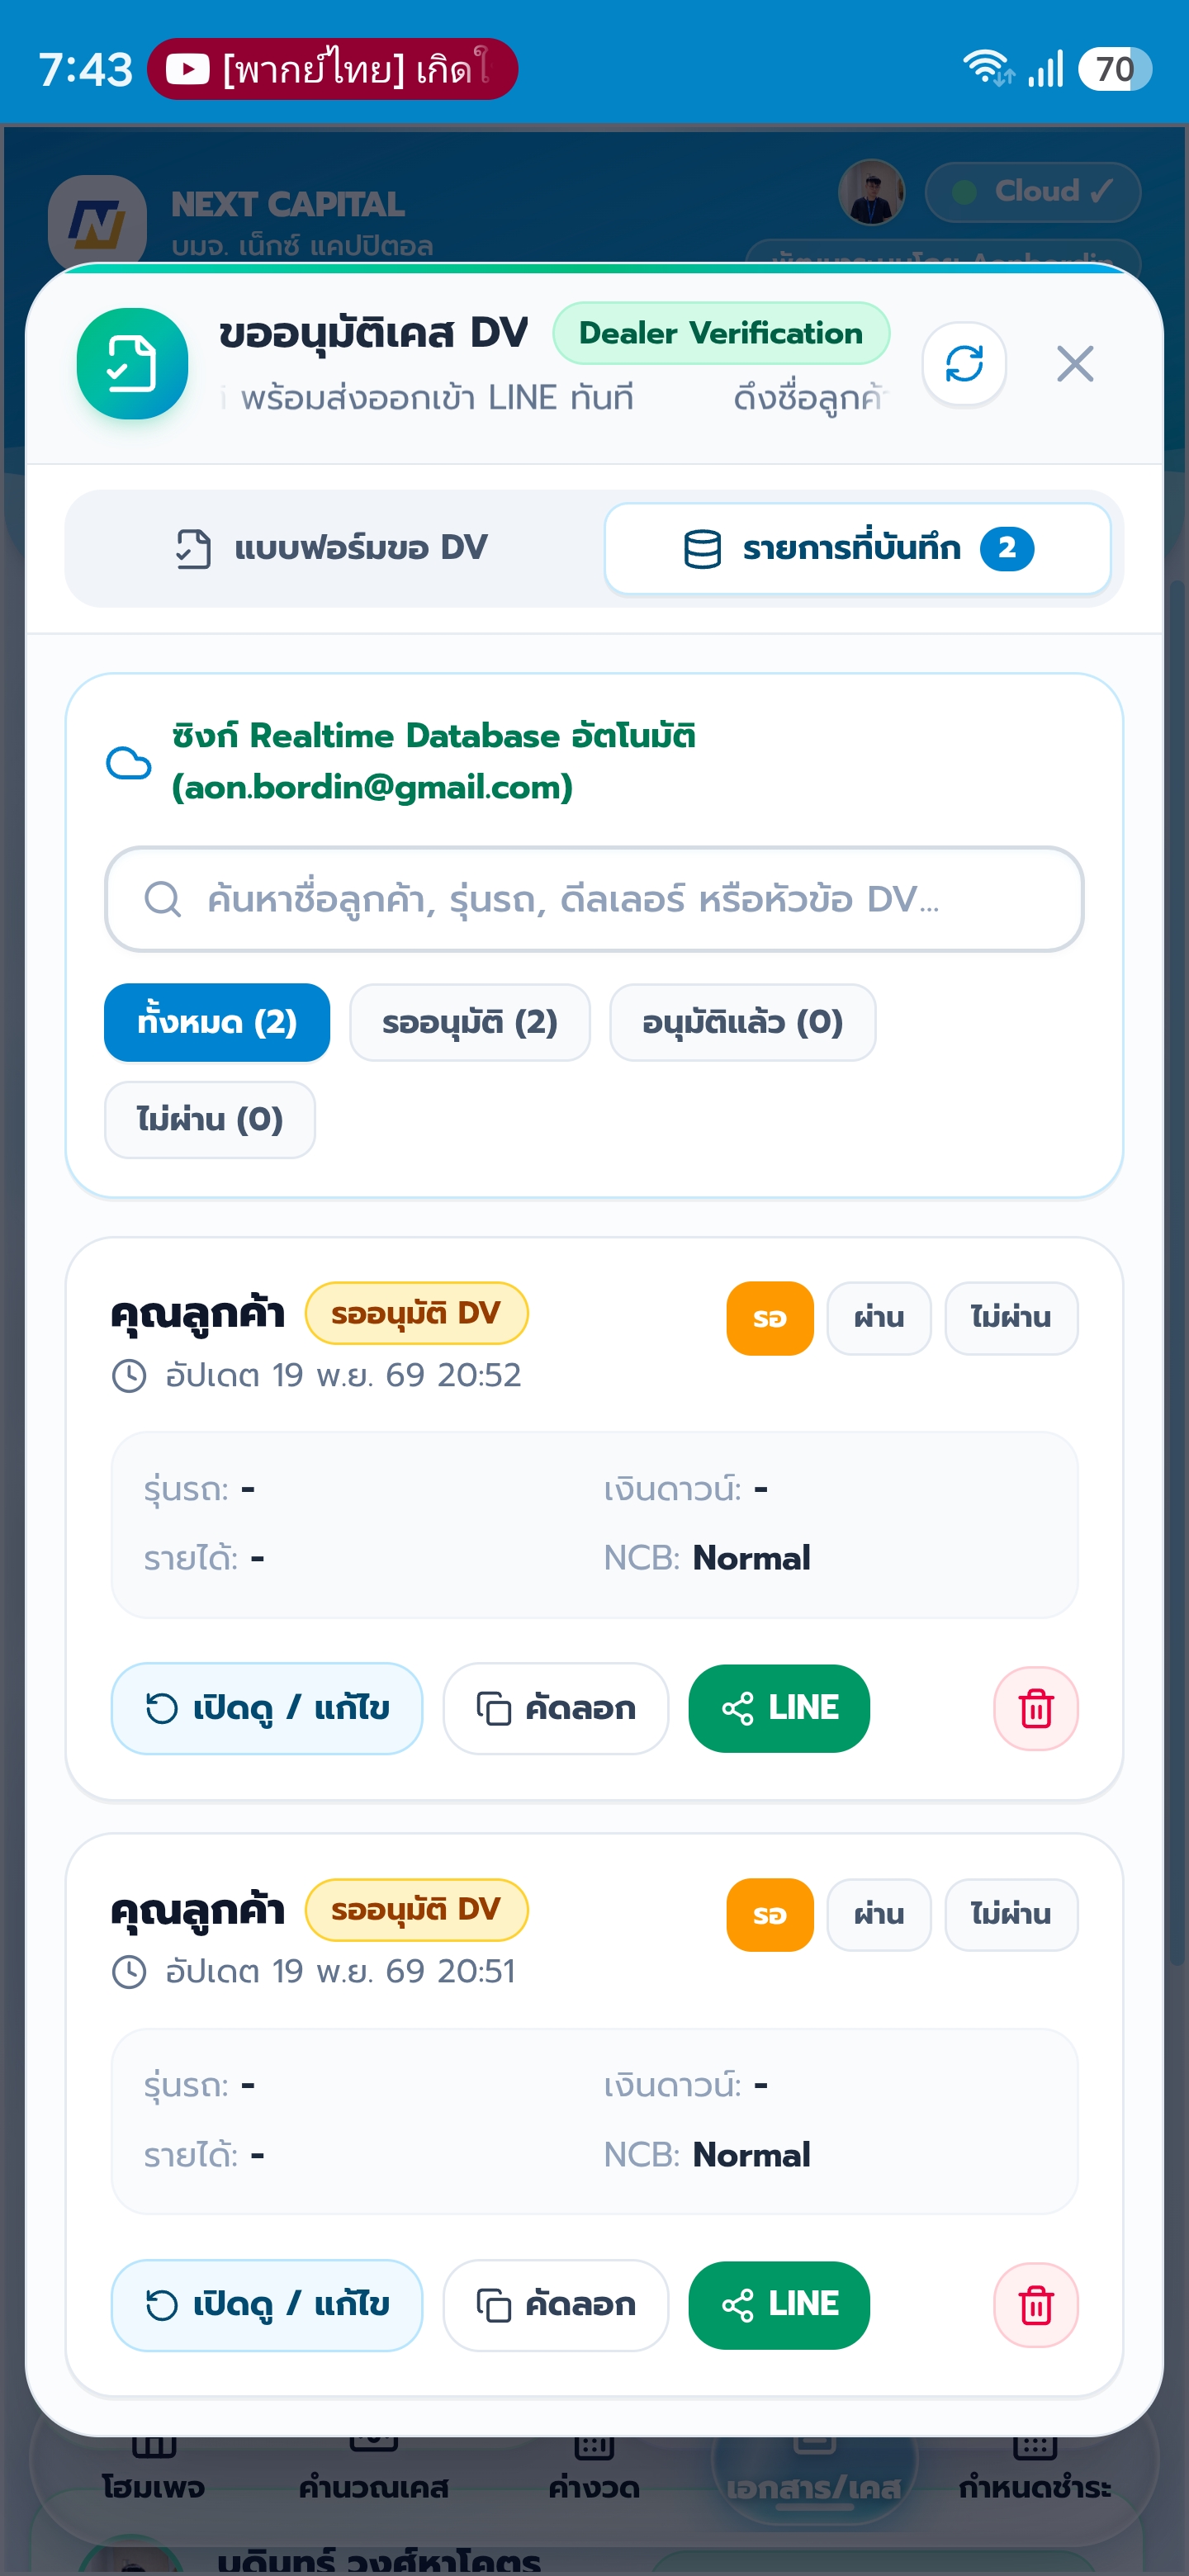 7:43
[พากย์ไทย] เกิด
70
NEXT CAPITAL
บมจ. เน็กซ์ แคปปิตอล
Cloud ✓
พัฒนาระบบโดย Aonbordin
ขออนุมัติเคส DV
Dealer Verification
พร้อมส่งออกเข้า LINE ทันที
ดึงชื่อลูกค้า
แบบฟอร์มขอ DV
รายการที่บันทึก 2
ซิงก์ Realtime Database อัตโนมัติ
(aon.bordin@gmail.com)
ค้นหาชื่อลูกค้า, รุ่นรถ, ดีลเลอร์ หรือหัวข้อ DV...
ทั้งหมด (2)
รออนุมัติ (2)
อนุมัติแล้ว (0)
ไม่ผ่าน (0)
คุณลูกค้า
รออนุมัติ DV
รอ
ผ่าน
ไม่ผ่าน
อัปเดต 19 พ.ย. 69 20:52
รุ่นรถ: -
เงินดาวน์: -
รายได้: -
NCB: Normal
เปิดดู / แก้ไข
คัดลอก
LINE
คุณลูกค้า
รออนุมัติ DV
รอ
ผ่าน
ไม่ผ่าน
อัปเดต 19 พ.ย. 69 20:51
รุ่นรถ: -
เงินดาวน์: -
รายได้: -
NCB: Normal
เปิดดู / แก้ไข
คัดลอก
LINE
โฮมเพจ
คำนวณเคส
ค่างวด
เอกสาร/เคส
กำหนดชำระ
บดินทร์ วงศ์หาโคตร